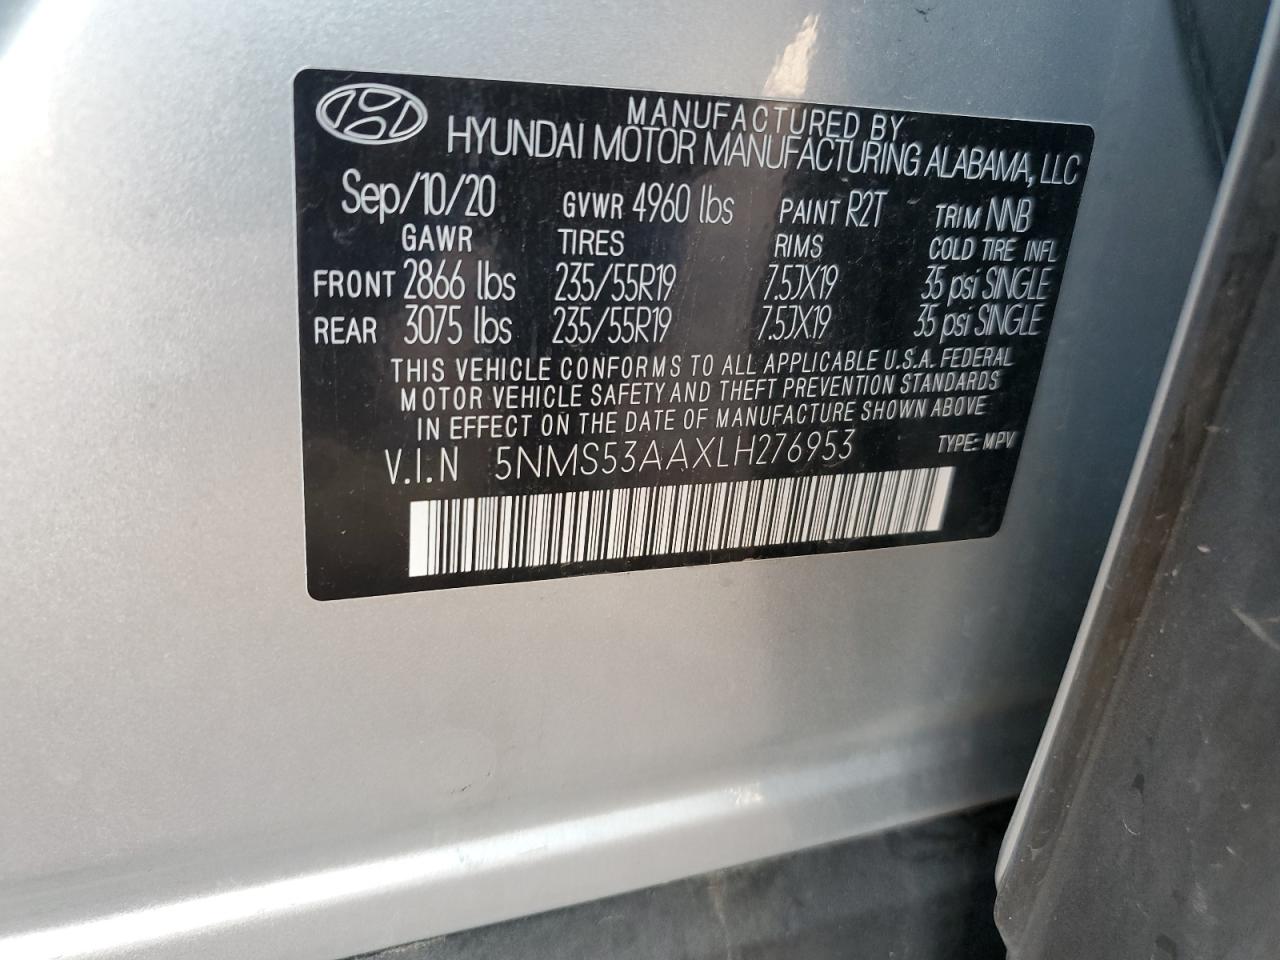 MANUFACTURED BY
HYUNDAI MOTOR MANUFACTURING ALABAMA, LLC
Sep/10/20 GVWR 4960 lbs PAINT R2T TRIM NNB
GAWR TIRES RIMS COLD TIRE INFL
FRONT 2866 lbs 235/55R19 7.5JX19 35 psi SINGLE
REAR 3075 lbs 235/55R19 7.5JX19 35 psi SINGLE
THIS VEHICLE CONFORMS TO ALL APPLICABLE U.S.A. FEDERAL
MOTOR VEHICLE SAFETY AND THEFT PREVENTION STANDARDS
IN EFFECT ON THE DATE OF MANUFACTURE SHOWN ABOVE
V.I.N 5NMS53AAXLH276953 TYPE: MPV